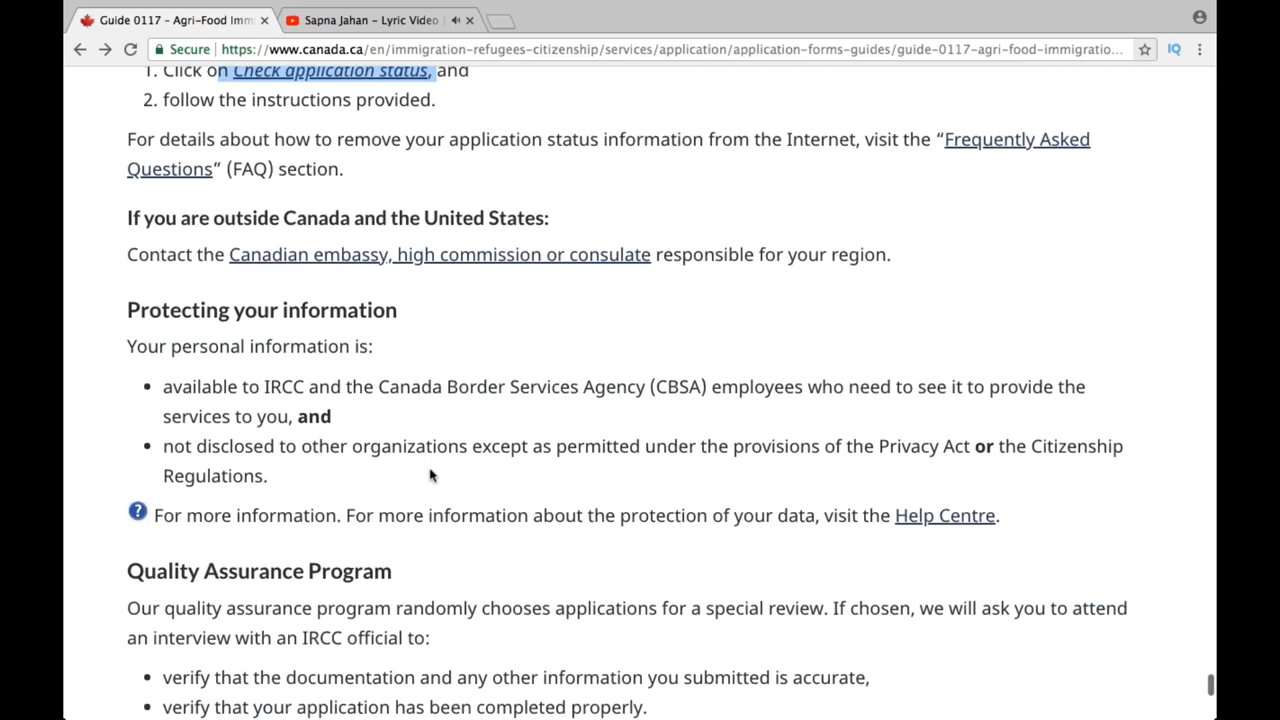 Guide 0117 - Agri-Food Imm
Sapna Jahan - Lyric Video
Secure https://www.canada.ca/en/immigration-refugees-citizenship/services/application/application-forms-guides/guide-0117-agri-food-immigratio...
IQ
1. Click on Check application status, and
2. follow the instructions provided.
For details about how to remove your application status information from the Internet, visit the “Frequently Asked
Questions” (FAQ) section.
If you are outside Canada and the United States:
Contact the Canadian embassy, high commission or consulate responsible for your region.
Protecting your information
Your personal information is:
• available to IRCC and the Canada Border Services Agency (CBSA) employees who need to see it to provide the
services to you, and
• not disclosed to other organizations except as permitted under the provisions of the Privacy Act or the Citizenship
Regulations.
? For more information. For more information about the protection of your data, visit the Help Centre.
Quality Assurance Program
Our quality assurance program randomly chooses applications for a special review. If chosen, we will ask you to attend
an interview with an IRCC official to:
• verify that the documentation and any other information you submitted is accurate,
• verify that your application has been completed properly.